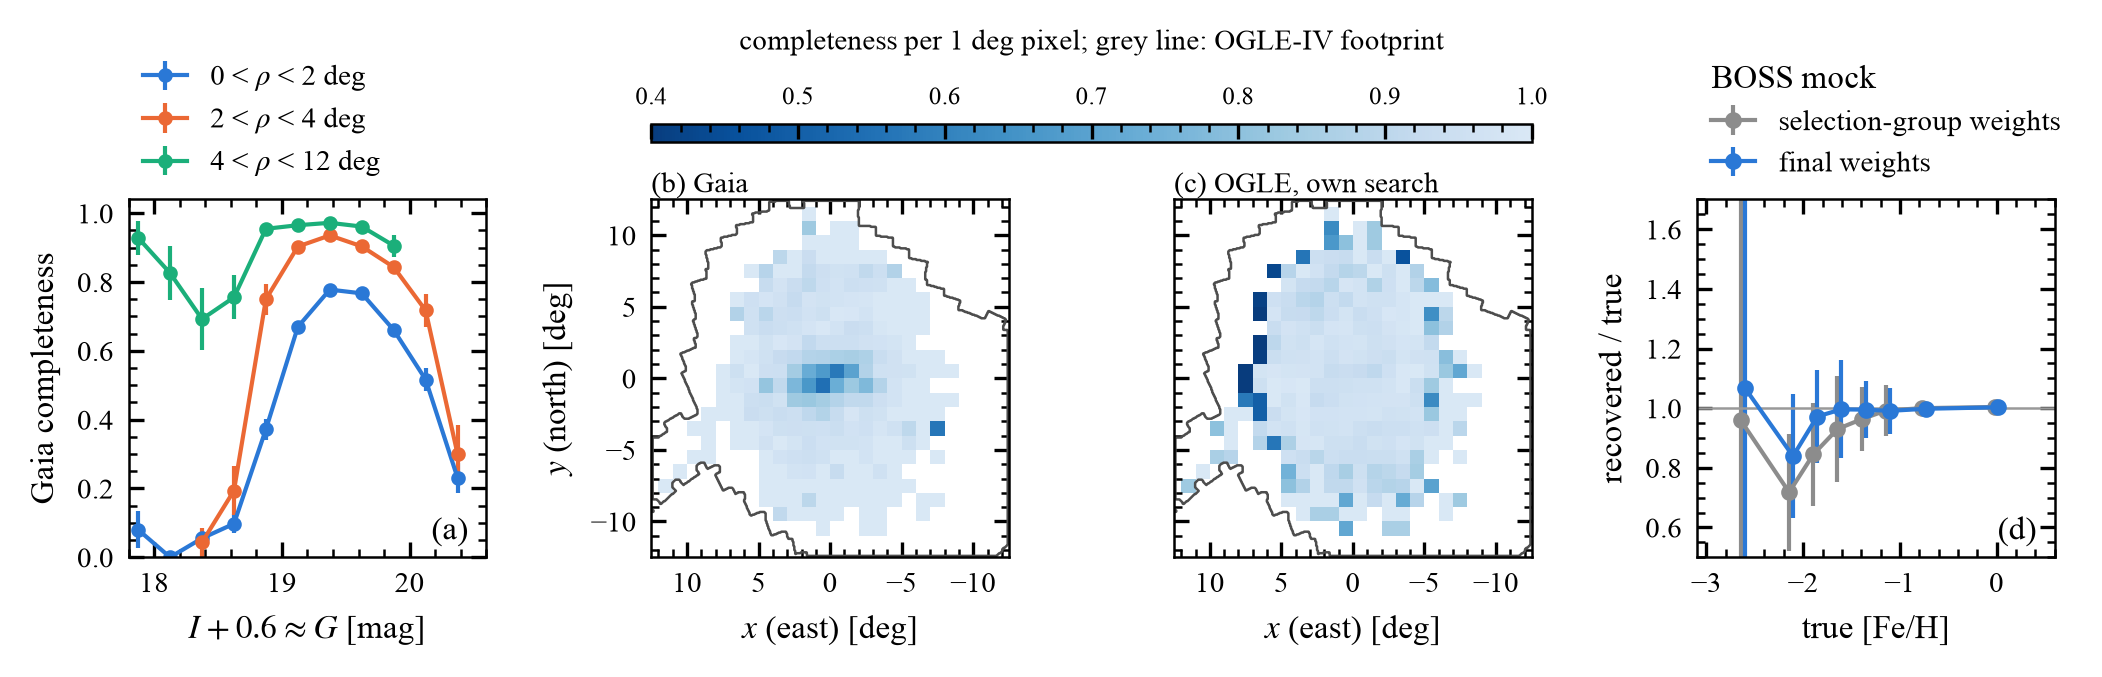 completeness per 1 deg pixel; grey line: OGLE-IV footprint
0.4 0.5 0.6 0.7 0.8 0.9 1.0
0 < ρ < 2 deg
2 < ρ < 4 deg
4 < ρ < 12 deg
BOSS mock
selection-group weights
final weights
Gaia completeness
1.0
0.8
0.6
0.4
0.2
0.0
(a)
18 19 20
I + 0.6 ≈ G [mag]
(b) Gaia
y (north) [deg]
10
5
0
−5
−10
10 5 0 −5 −10
x (east) [deg]
(c) OGLE, own search
10 5 0 −5 −10
x (east) [deg]
recovered / true
1.6
1.4
1.2
1.0
0.8
0.6
(d)
−3 −2 −1 0
true [Fe/H]